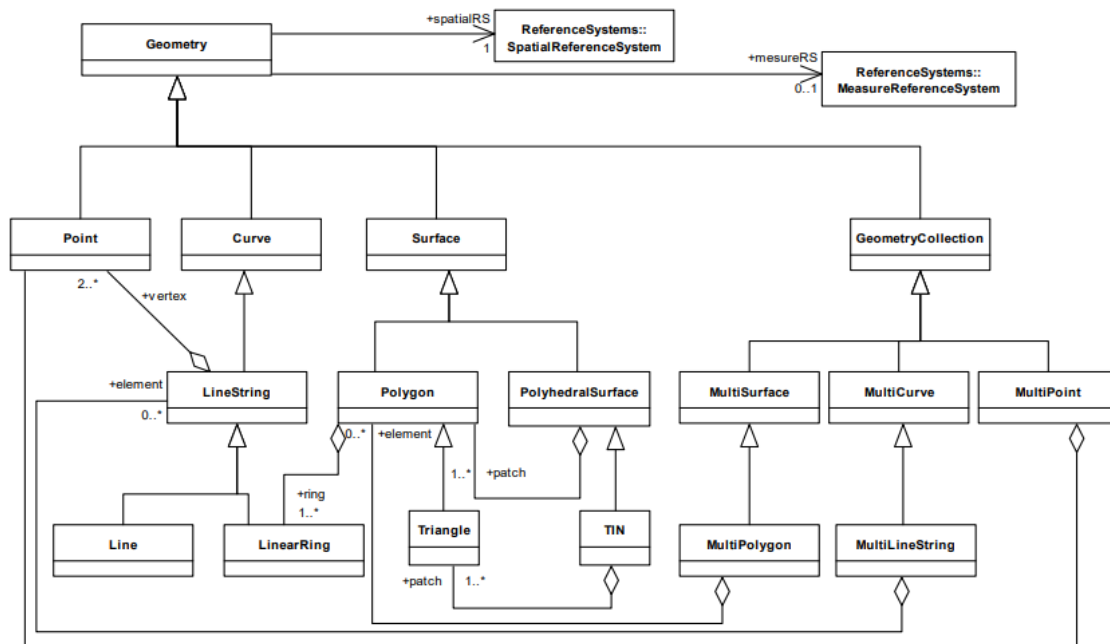 +spatialRS
1
Geometry
ReferenceSystems::
SpatialReferenceSystem
+mesureRS
0..1
ReferenceSystems::
MeasureReferenceSystem
Point
Curve
Surface
GeometryCollection
2..*
+vertex
+element
0..*
LineString
Polygon
PolyhedralSurface
MultiSurface
MultiCurve
MultiPoint
0..*
+element
1..*
+patch
+ring
1..*
Line
LinearRing
Triangle
TIN
MultiPolygon
MultiLineString
+patch
1..*